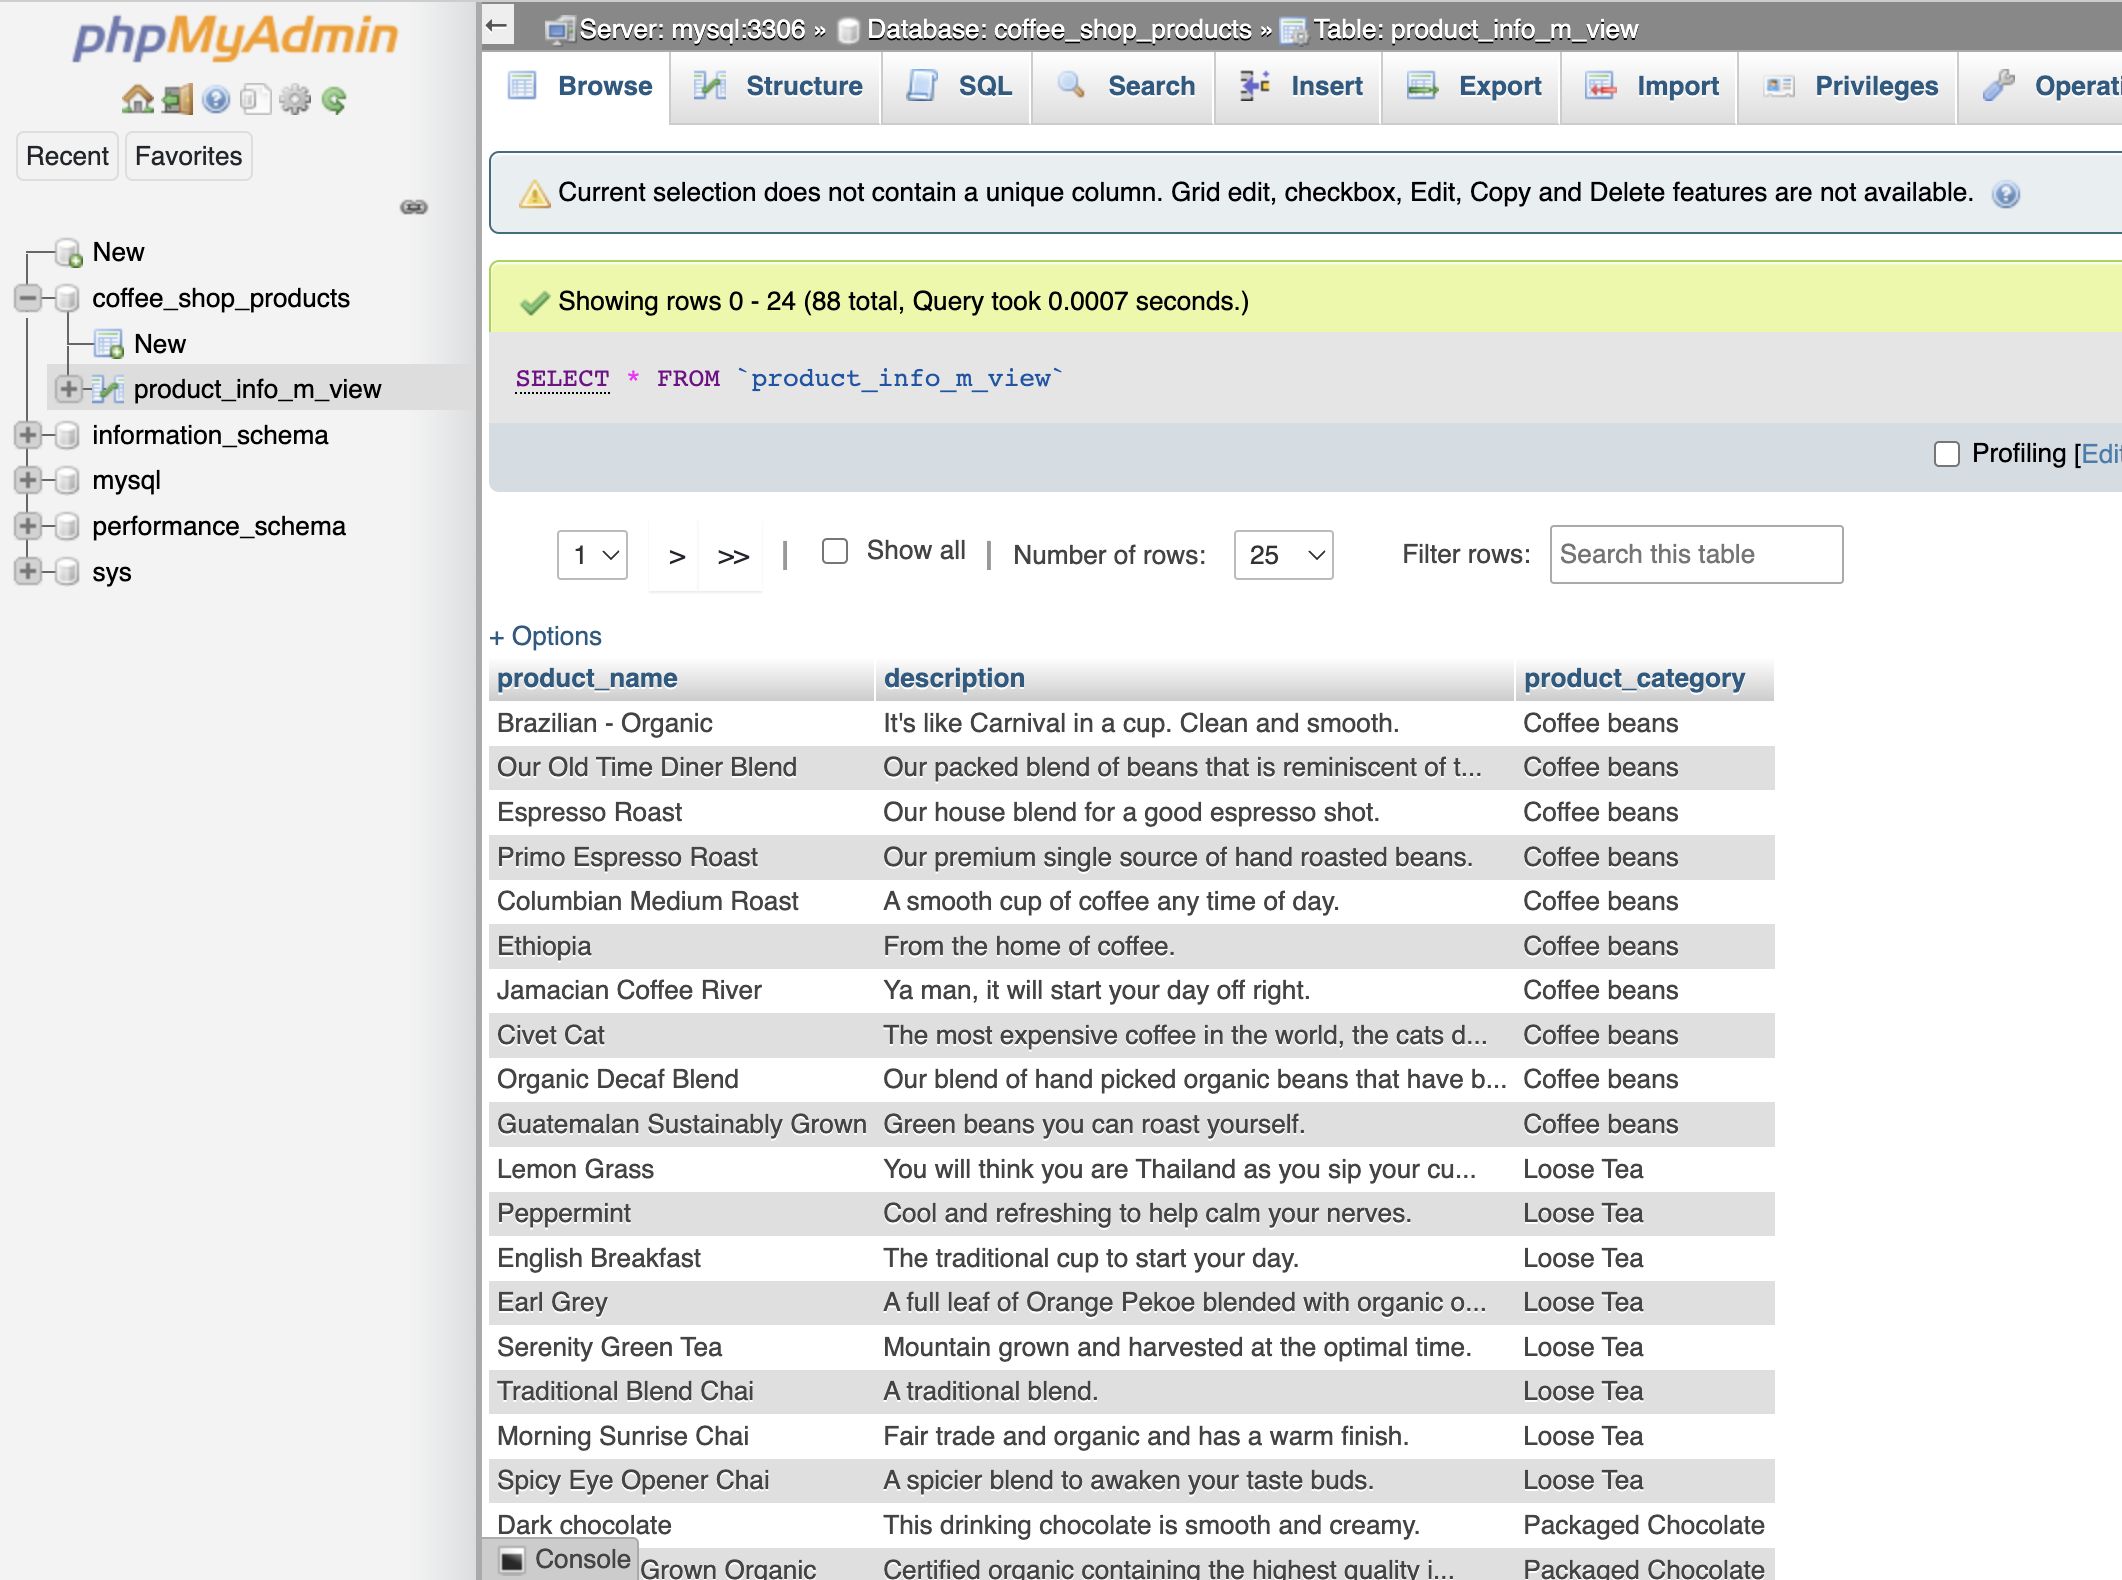 phpMyAdmin
Recent Favorites
New
coffee_shop_products
New
product_info_m_view
information_schema
mysql
performance_schema
sys
Server: mysql:3306 » Database: coffee_shop_products » Table: product_info_m_view
Browse Structure SQL Search Insert Export Import Privileges Operati
Current selection does not contain a unique column. Grid edit, checkbox, Edit, Copy and Delete features are not available.
Showing rows 0 - 24 (88 total, Query took 0.0007 seconds.)
SELECT * FROM `product_info_m_view`
Profiling [Edit
1 > >> | Show all | Number of rows: 25 Filter rows: Search this table
+ Options
product_name description product_category
Brazilian - Organic It's like Carnival in a cup. Clean and smooth. Coffee beans
Our Old Time Diner Blend Our packed blend of beans that is reminiscent of t... Coffee beans
Espresso Roast Our house blend for a good espresso shot. Coffee beans
Primo Espresso Roast Our premium single source of hand roasted beans. Coffee beans
Columbian Medium Roast A smooth cup of coffee any time of day. Coffee beans
Ethiopia From the home of coffee. Coffee beans
Jamacian Coffee River Ya man, it will start your day off right. Coffee beans
Civet Cat The most expensive coffee in the world, the cats d... Coffee beans
Organic Decaf Blend Our blend of hand picked organic beans that have b... Coffee beans
Guatemalan Sustainably Grown Green beans you can roast yourself. Coffee beans
Lemon Grass You will think you are Thailand as you sip your cu... Loose Tea
Peppermint Cool and refreshing to help calm your nerves. Loose Tea
English Breakfast The traditional cup to start your day. Loose Tea
Earl Grey A full leaf of Orange Pekoe blended with organic o... Loose Tea
Serenity Green Tea Mountain grown and harvested at the optimal time. Loose Tea
Traditional Blend Chai A traditional blend. Loose Tea
Morning Sunrise Chai Fair trade and organic and has a warm finish. Loose Tea
Spicy Eye Opener Chai A spicier blend to awaken your taste buds. Loose Tea
Dark chocolate This drinking chocolate is smooth and creamy. Packaged Chocolate
Console Grown Organic Certified organic containing the highest quality i... Packaged Chocolate